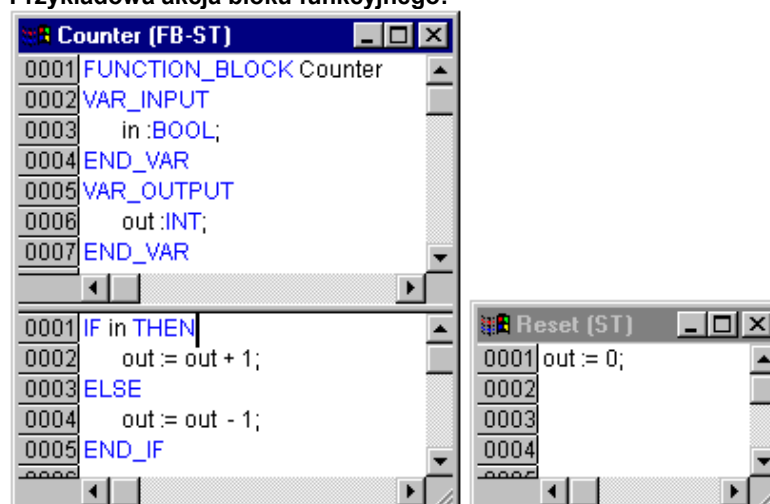 Przykładowa akcja bloku funkcyjnego:
Counter (FB-ST)
0001 FUNCTION_BLOCK Counter
0002 VAR_INPUT
0003 in :BOOL;
0004 END_VAR
0005 VAR_OUTPUT
0006 out :INT;
0007 END_VAR
0001 IF in THEN
0002 out := out + 1;
0003 ELSE
0004 out := out - 1;
0005 END_IF
Reset (ST)
0001 out := 0;
0002
0003
0004